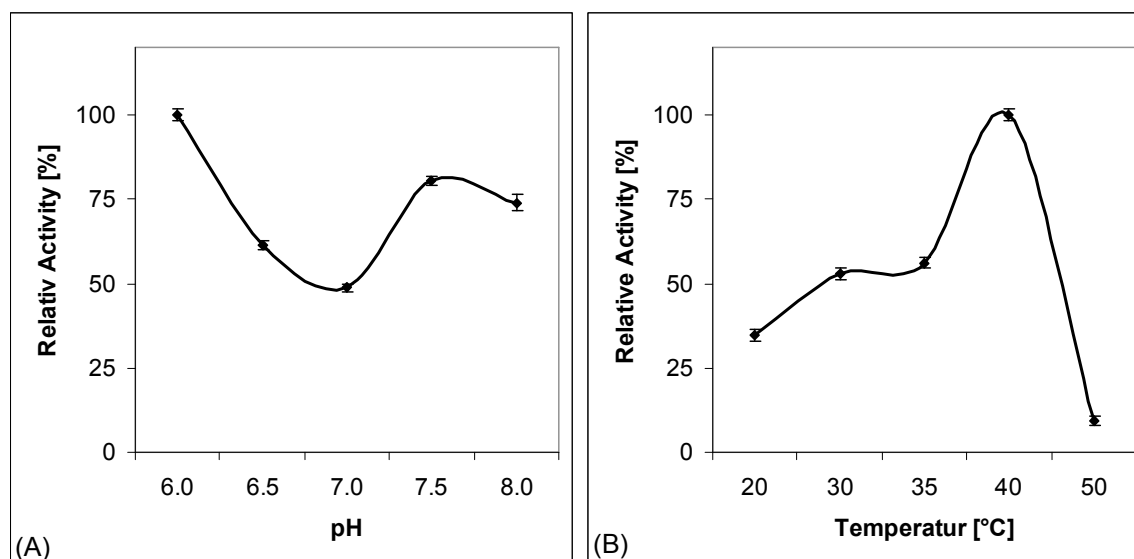 Relativ Activity [%]
100
75
50
25
0
6.0 6.5 7.0 7.5 8.0
pH
(A)
Relative Activity [%]
100
75
50
25
0
20 30 35 40 50
Temperatur [°C]
(B)